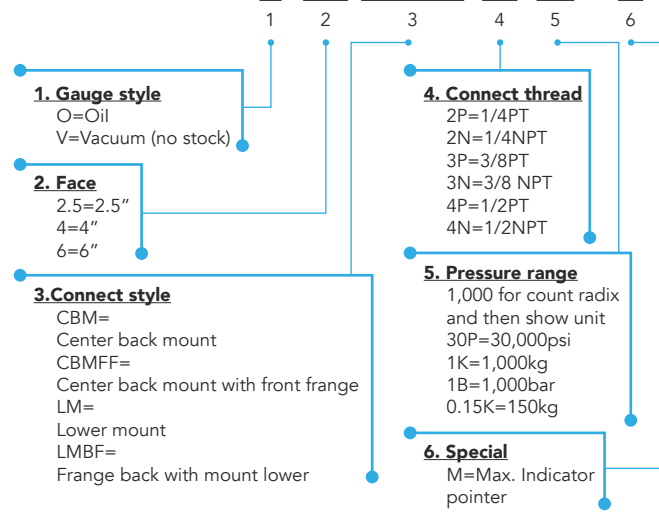 1 2 3 4 5 6
1. Gauge style
O=Oil
V=Vacuum (no stock)
2. Face
2.5=2.5”
4=4”
6=6”
3.Connect style
CBM=
Center back mount
CBMFF=
Center back mount with front frange
LM=
Lower mount
LMBF=
Frange back with mount lower
4. Connect thread
2P=1/4PT
2N=1/4NPT
3P=3/8PT
3N=3/8 NPT
4P=1/2PT
4N=1/2NPT
5. Pressure range
1,000 for count radix
and then show unit
30P=30,000psi
1K=1,000kg
1B=1,000bar
0.15K=150kg
6. Special
M=Max. Indicator
pointer